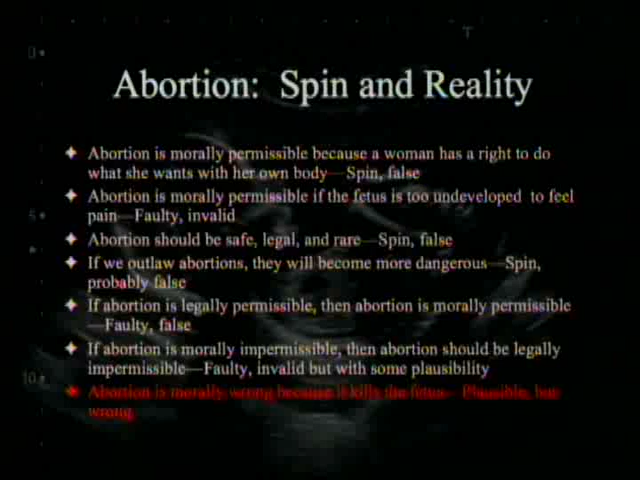 Abortion: Spin and Reality
Abortion is morally permissible because a woman has a right to do
what she wants with her own body—Spin, false
Abortion is morally permissible if the fetus is too undeveloped to feel
pain—Faulty, invalid
Abortion should be safe, legal, and rare—Spin, false
5
If we outlaw abortions, they will become more dangerous—Spin,
probably false
If abortion is legally permissible, then abortion is morally permissible
—Faulty, false
If abortion is morally impermissible, then abortion should be legally
impermissible—Faulty, invalid but with some plausibility
10
Abortion is morally wrong because it kills the fetus—Plausible, but
wrong